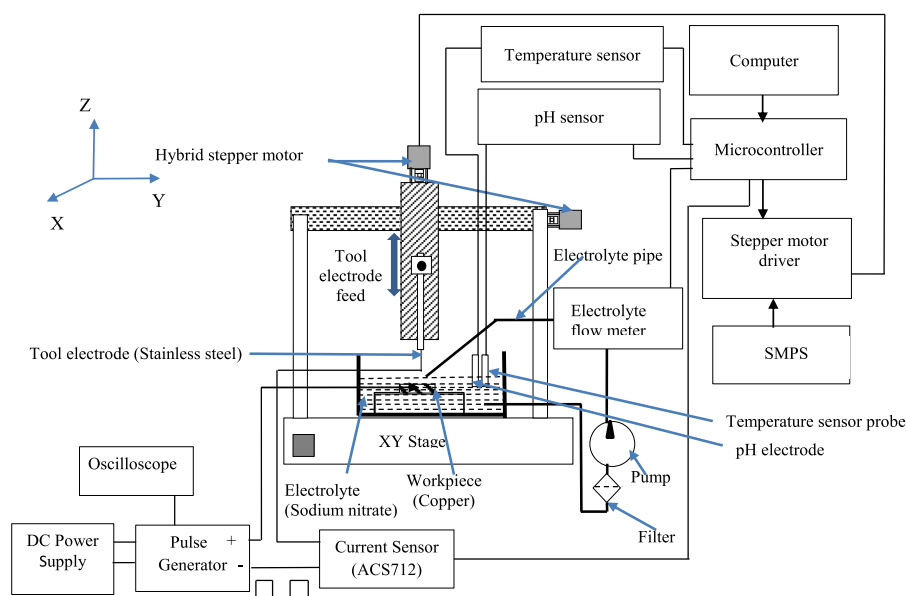 Temperature sensor
Computer
pH sensor
Microcontroller
Z
X
Y
Hybrid stepper motor
Tool
electrode
feed
Electrolyte pipe
Stepper motor
driver
Electrolyte
flow meter
SMPS
Tool electrode (Stainless steel)
Temperature sensor probe
pH electrode
XY Stage
Oscilloscope
Electrolyte
(Sodium nitrate)
Workpiece
(Copper)
Pump
Filter
DC Power
Supply
Pulse
Generator
+
-
Current Sensor
(ACS712)